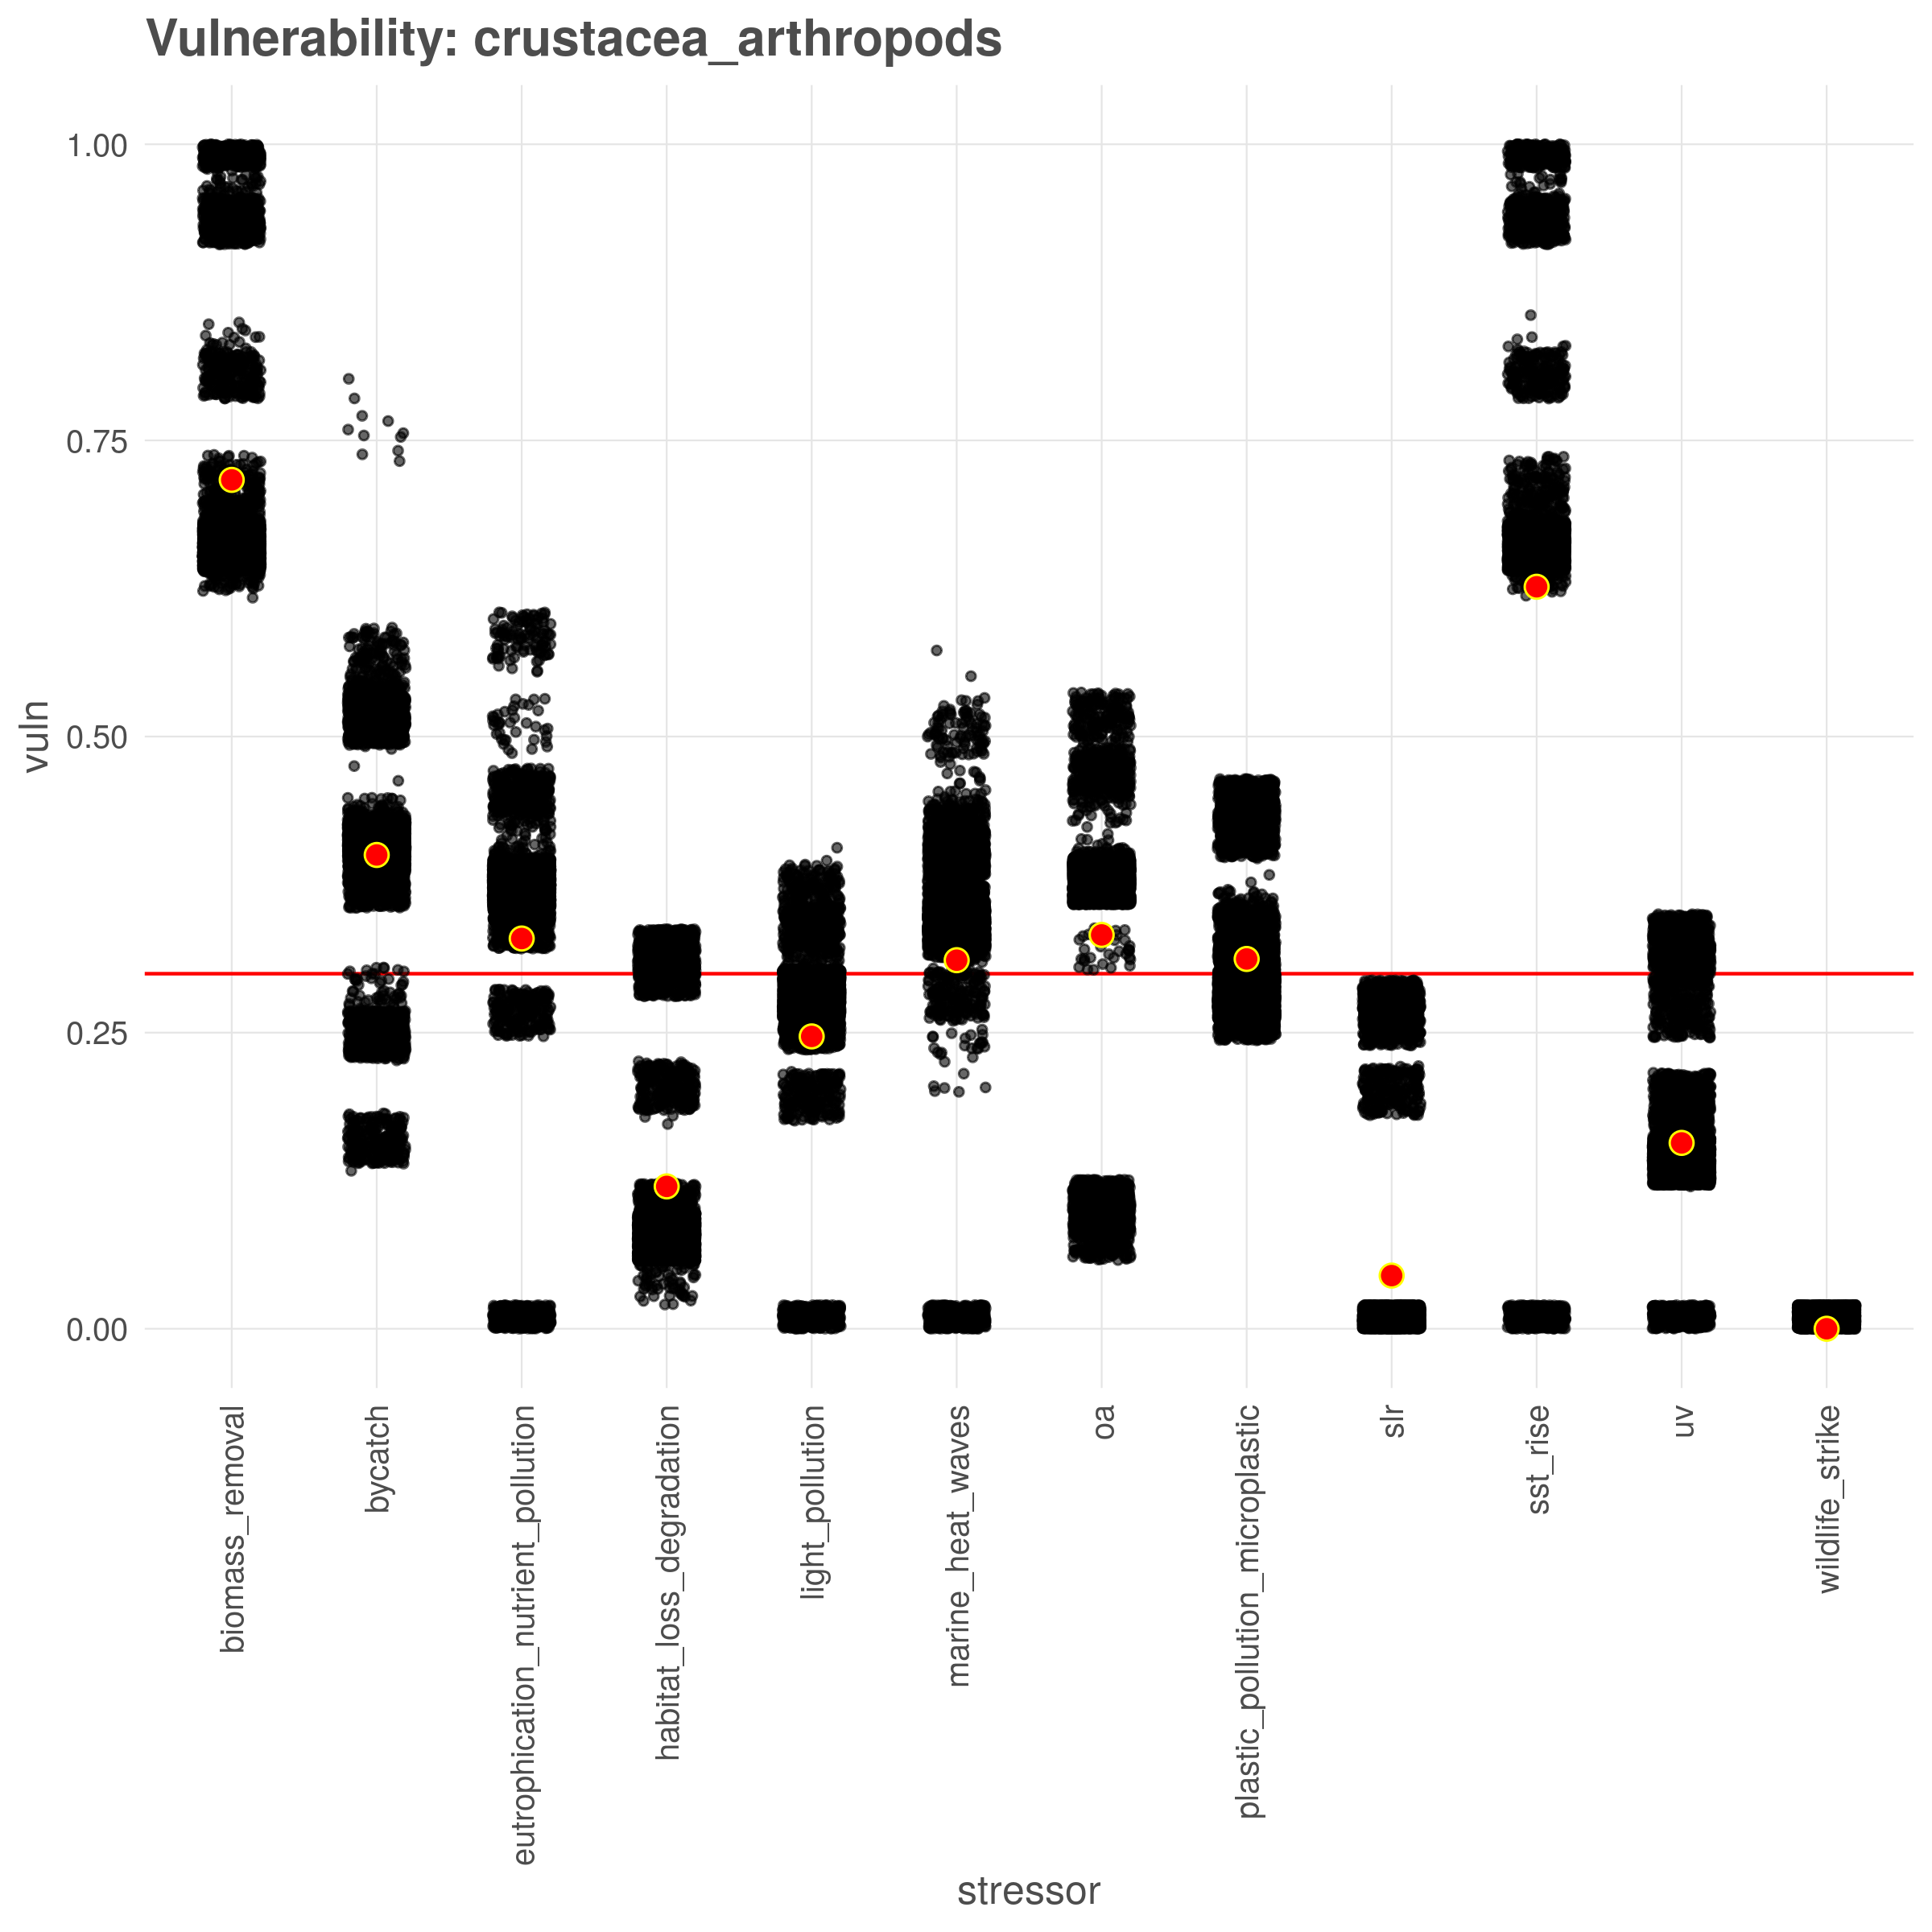 Vulnerability: crustacea_arthropods
vuln
1.00
0.75
0.50
0.25
0.00
biomass_removal
bycatch
eutrophication_nutrient_pollution
habitat_loss_degradation
light_pollution
marine_heat_waves
oa
plastic_pollution_microplastic
slr
sst_rise
uv
wildlife_strike
stressor